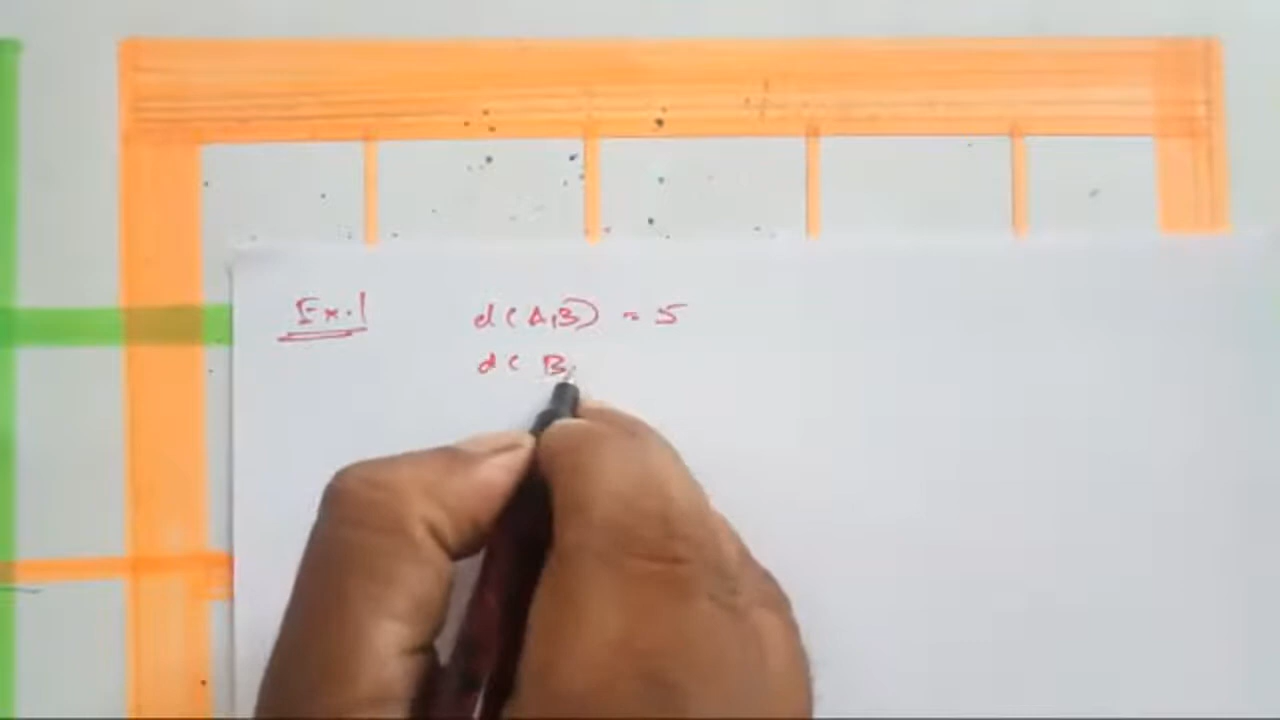 Ex.1 d(A,B) = 5
d( B,